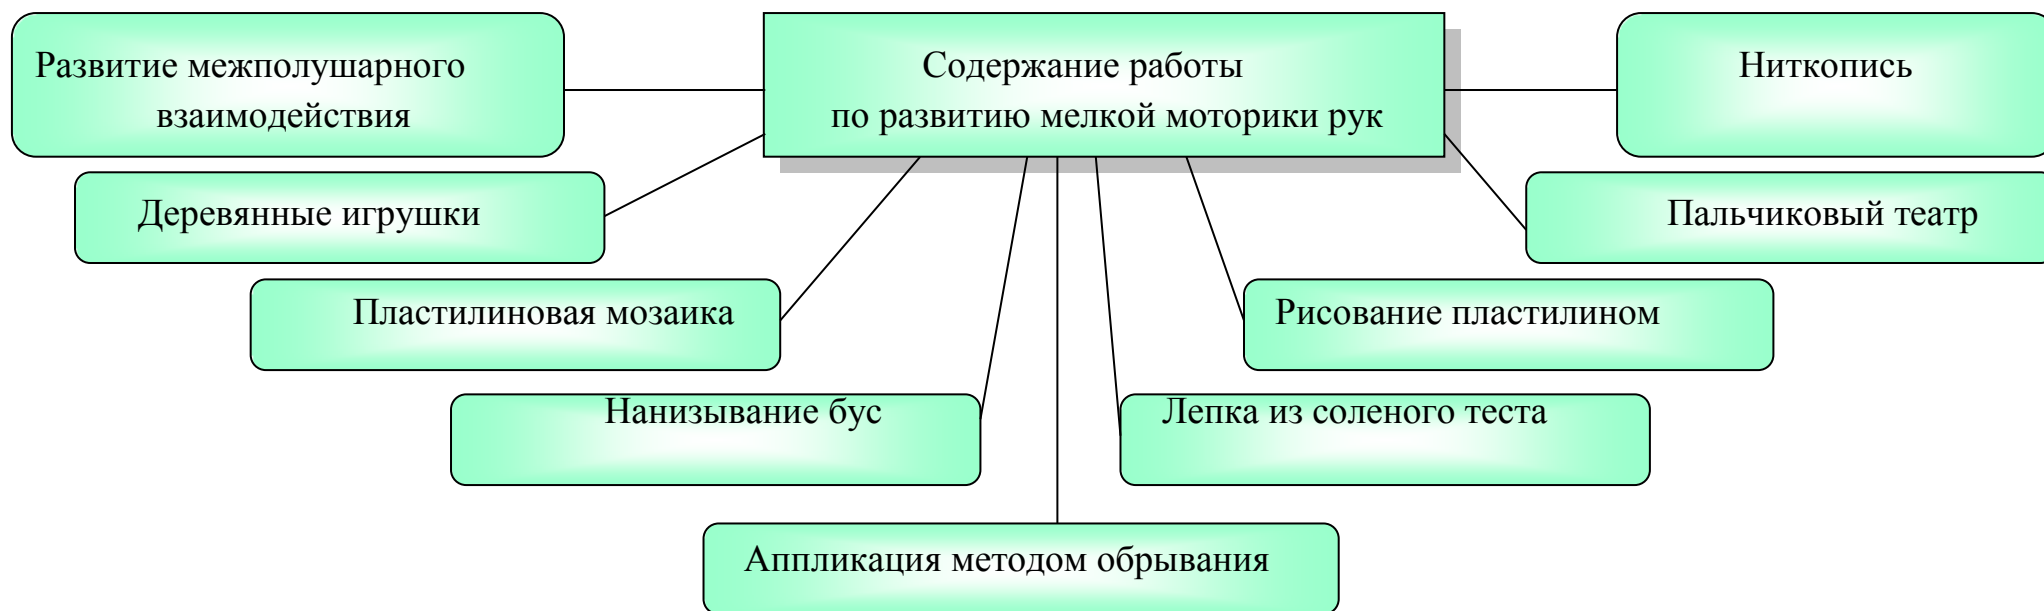 Развитие межполушарного
взаимодействия
Содержание работы
по развитию мелкой моторики рук
Ниткопись
Деревянные игрушки
Пальчиковый театр
Пластилиновая мозаика
Рисование пластилином
Нанизывание бус
Лепка из соленого теста
Аппликация методом обрывания